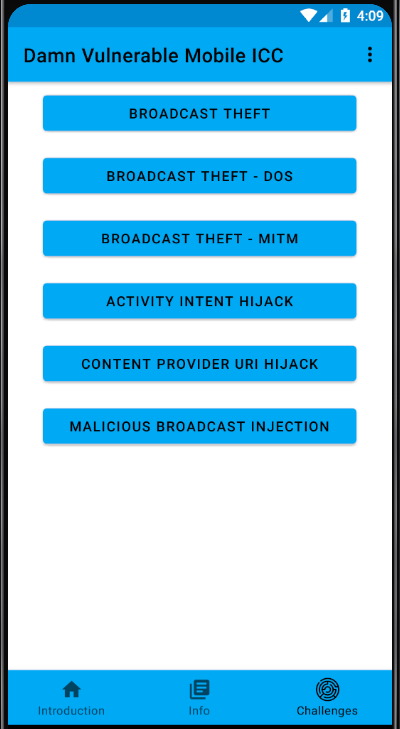 4:09
Damn Vulnerable Mobile ICC
BROADCAST THEFT
BROADCAST THEFT - DOS
BROADCAST THEFT - MITM
ACTIVITY INTENT HIJACK
CONTENT PROVIDER URI HIJACK
MALICIOUS BROADCAST INJECTION
Introduction
Info
Challenges